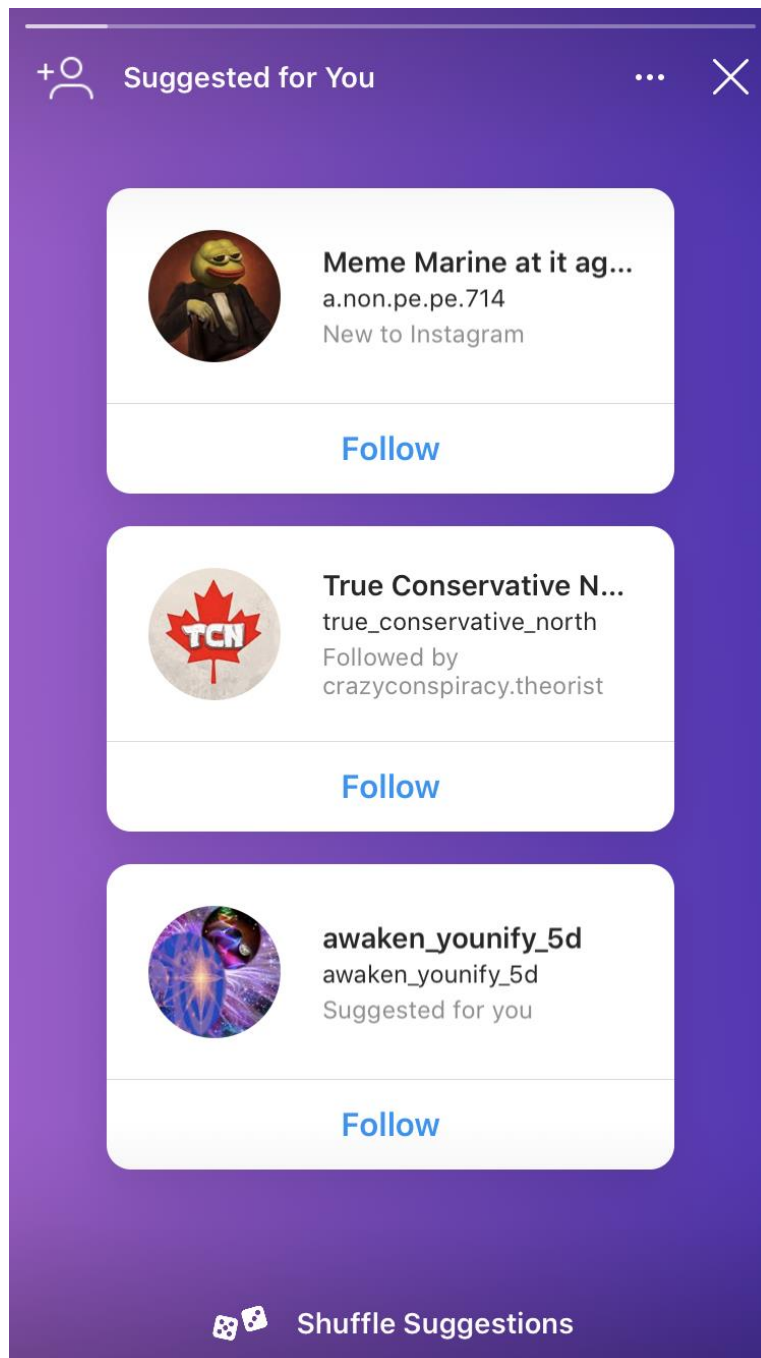 Suggested for You
Meme Marine at it ag...
a.non.pe.pe.714
New to Instagram
Follow
True Conservative N...
true_conservative_north
Followed by
crazyconspiracy.theorist
TCN
Follow
awaken_younify_5d
awaken_younify_5d
Suggested for you
Follow
Shuffle Suggestions